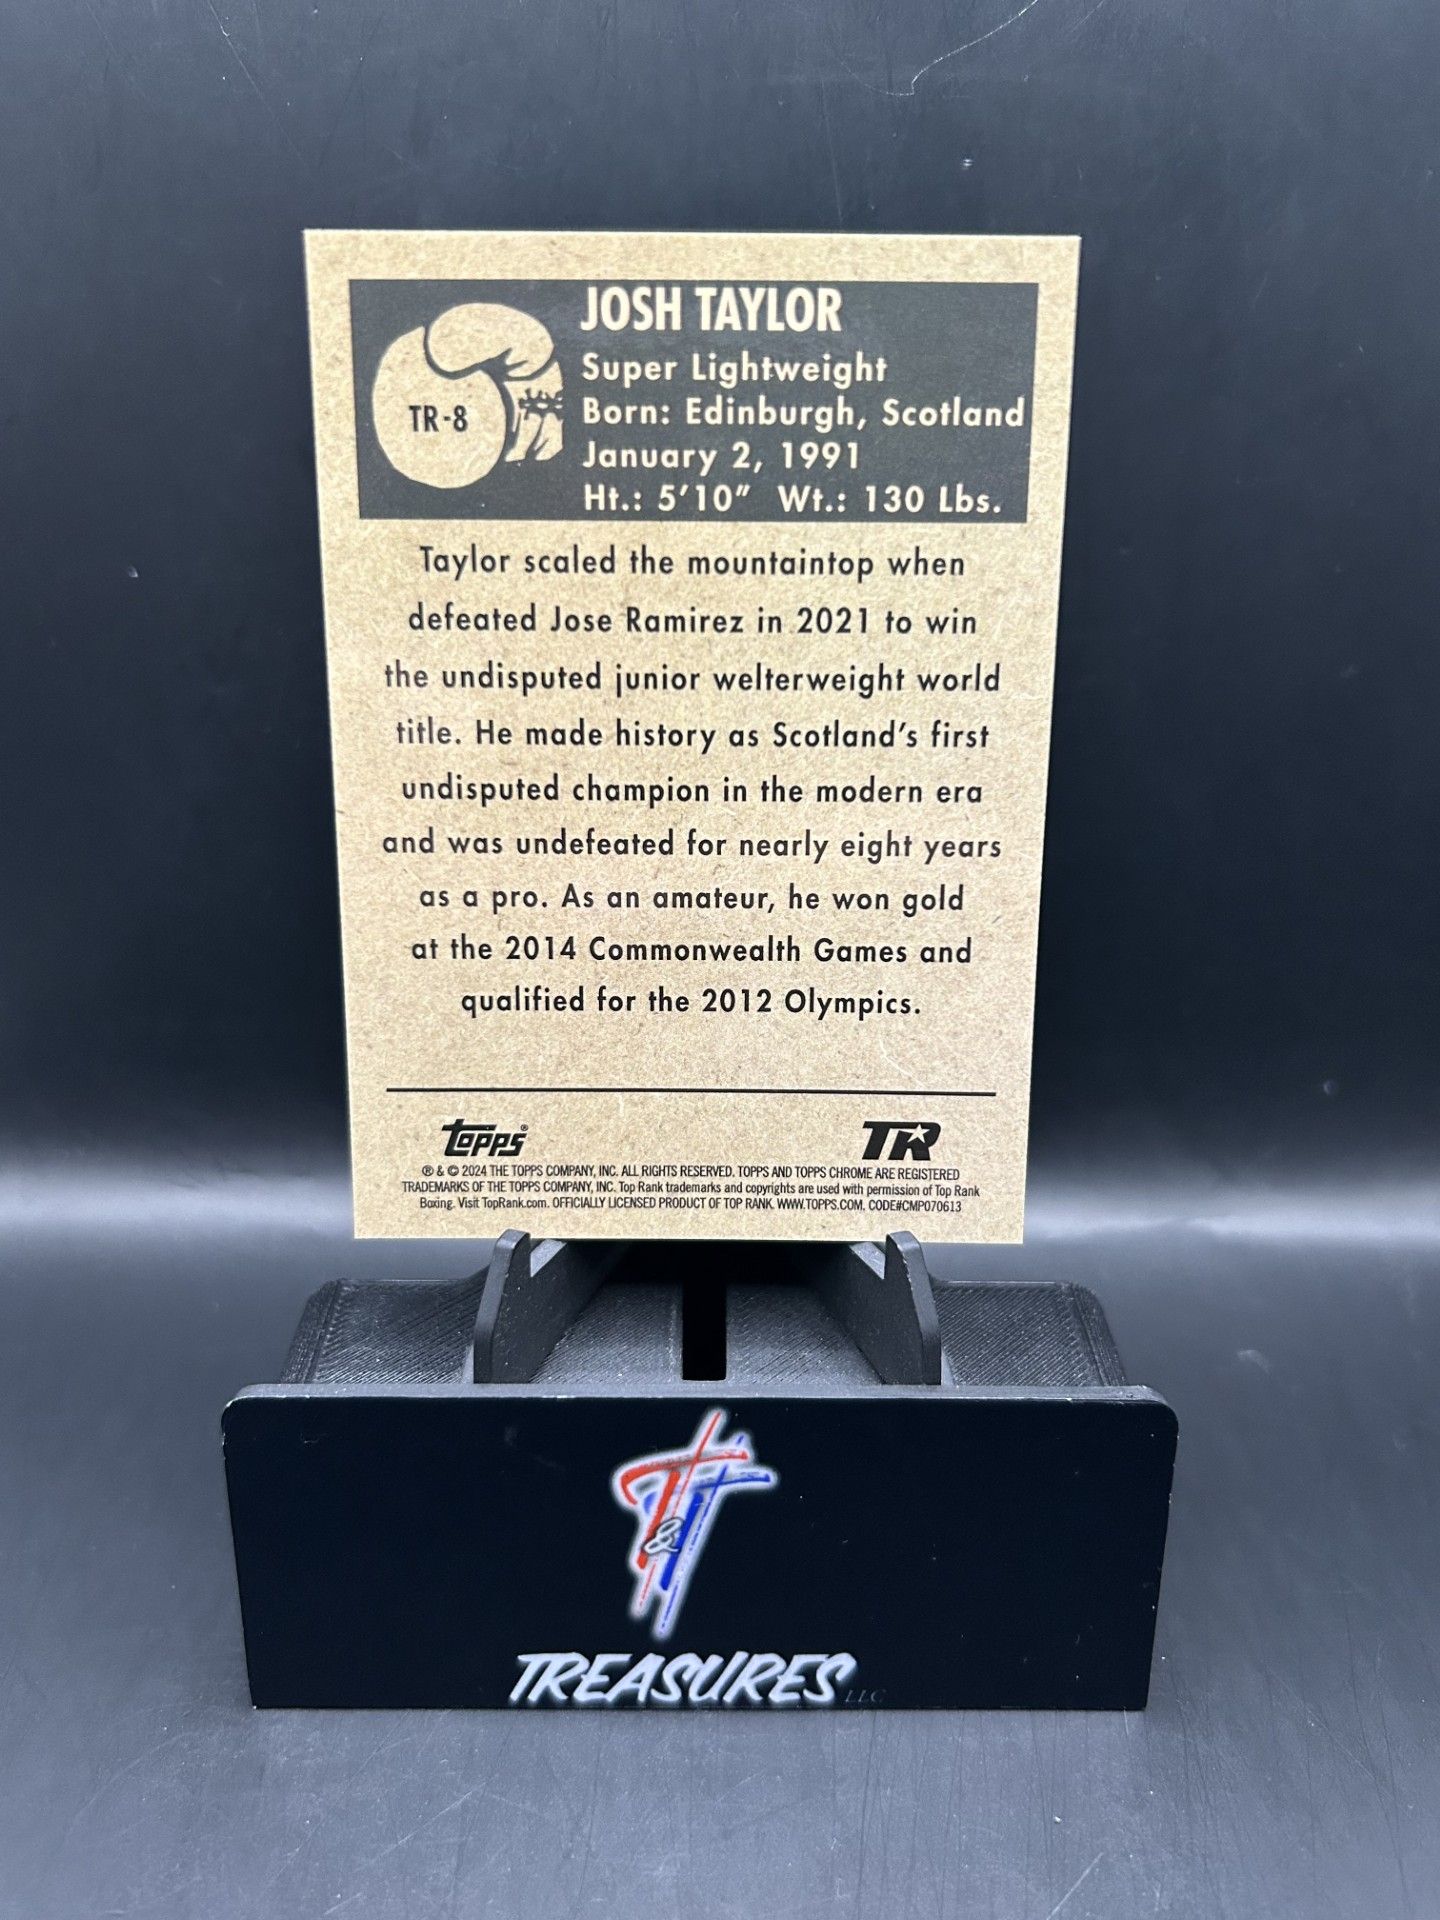 JOSH TAYLOR
Super Lightweight
TR-8
Born: Edinburgh, Scotland
January 2, 1991
Ht.: 5'10" Wt.: 130 Lbs.
Taylor scaled the mountaintop when
defeated Jose Ramirez in 2021 to win
the undisputed junior welterweight world
title. He made history as Scotland's first
undisputed champion in the modern era
and was undefeated for nearly eight years
as a pro. As an amateur, he won gold
at the 2014 Commonwealth Games and
qualified for the 2012 Olympics.
Topps®
TR
® & © 2024 THE TOPPS COMPANY, INC. ALL RIGHTS RESERVED. TOPPS AND TOPPS CHROME ARE REGISTERED
TRADEMARKS OF THE TOPPS COMPANY, INC. Top Rank trademarks and copyrights are used with permission of Top Rank
Boxing. Visit TopRank.com. OFFICIALLY LICENSED PRODUCT OF TOP RANK. WWW.TOPPS.COM. CODE#CMP070613
T&T
TREASURES LLC